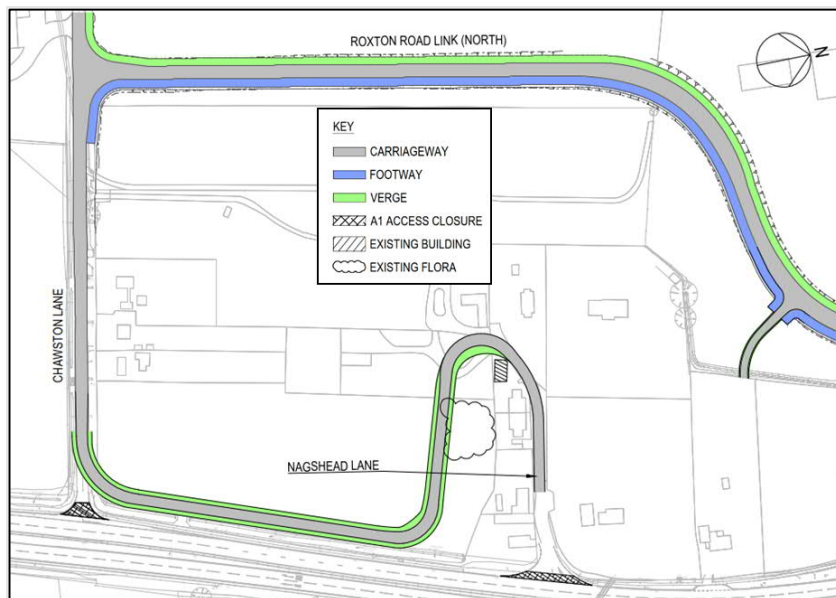 ROXTON ROAD LINK (NORTH)
N
KEY
CARRIAGEWAY
FOOTWAY
VERGE
A1 ACCESS CLOSURE
EXISTING BUILDING
EXISTING FLORA
CHAWSTON LANE
NAGSHEAD LANE